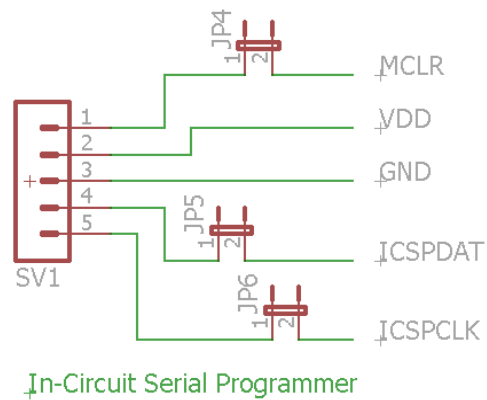 JP4
1 2
MCLR
1
VDD
2
GND
3
4
JP5
1 2
ICSPDAT
5
SV1
JP6
1 2
ICSPCLK
In-Circuit Serial Programmer